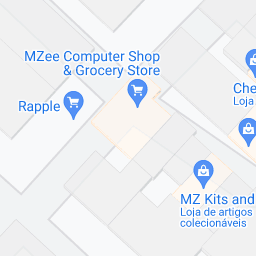 MZee Computer Shop
& Grocery Store
Rapple
Che
Loja
MZ Kits and
Loja de artigos
colecionáveis